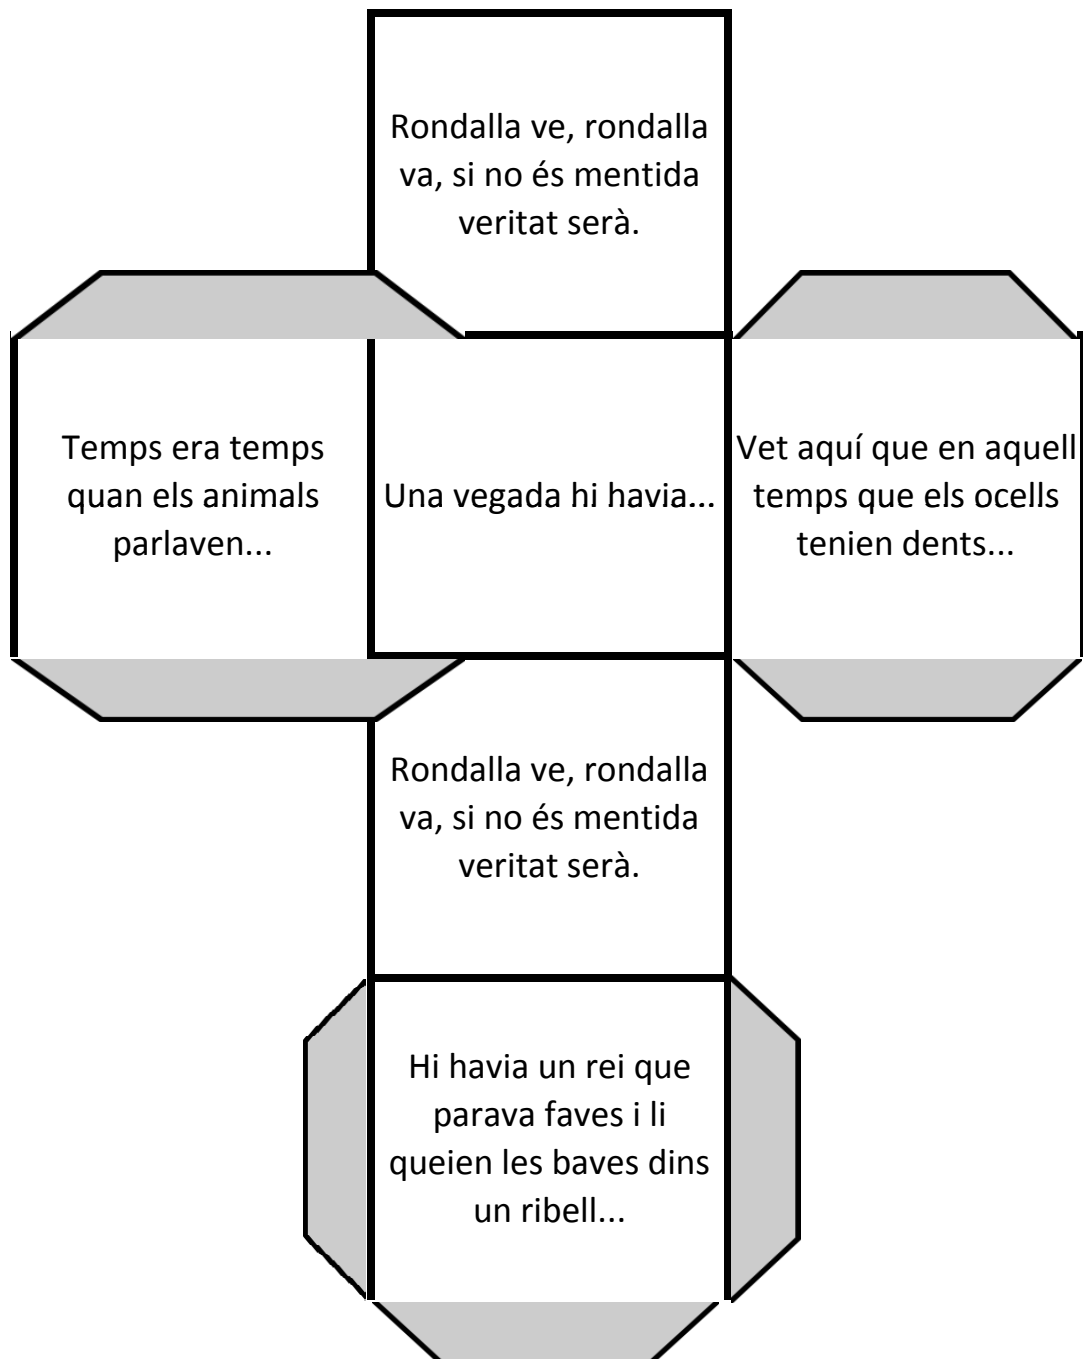 Rondalla ve, rondalla
va, si no és mentida
veritat serà.
Temps era temps
quan els animals
parlaven...
Una vegada hi havia...
Vet aquí que en aquell
temps que els ocells
tenien dents...
Rondalla ve, rondalla
va, si no és mentida
veritat serà.
Hi havia un rei que
parava faves i li
queien les baves dins
un ribell...